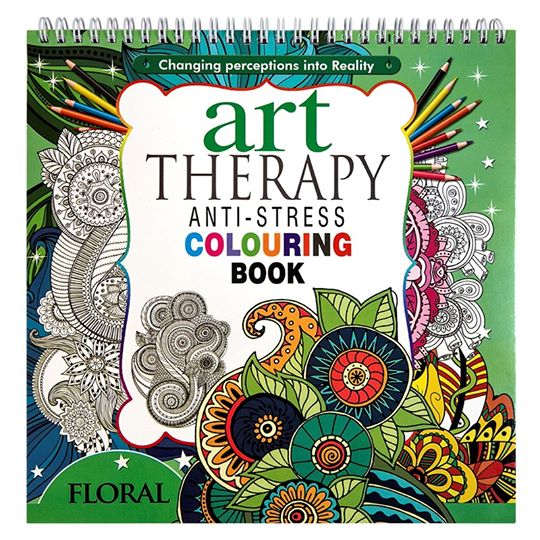 Changing perceptions into Reality
art
THERAPY
ANTI-STRESS
COLOURING
BOOK
FLORAL